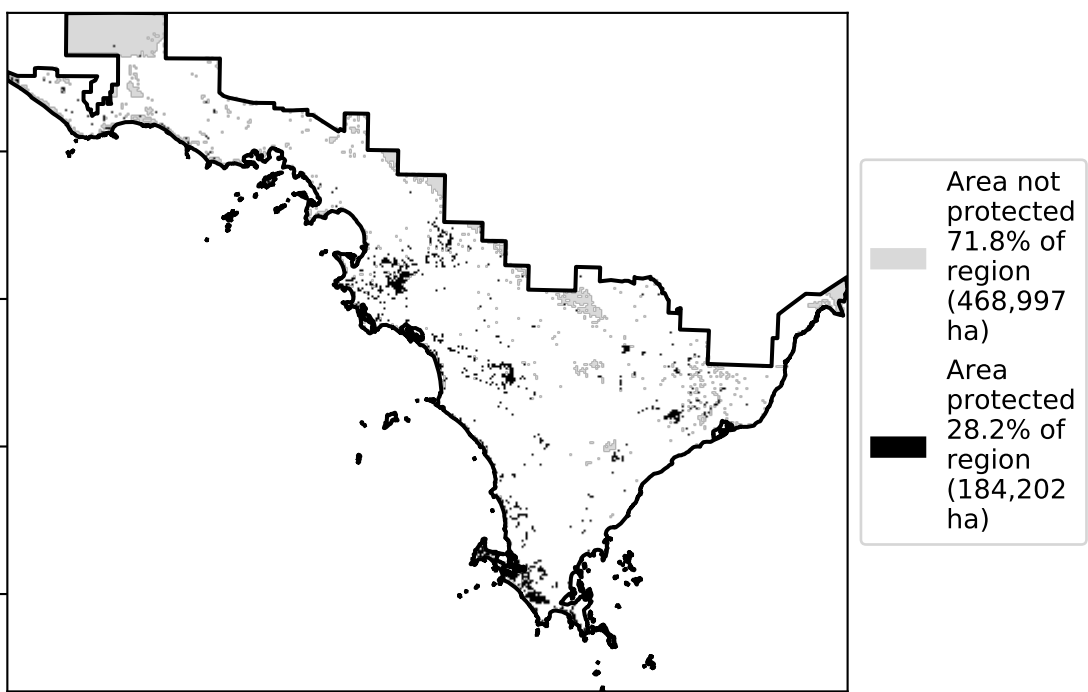 Area not
protected
71.8% of
region
(468,997
ha)
Area
protected
28.2% of
region
(184,202
ha)